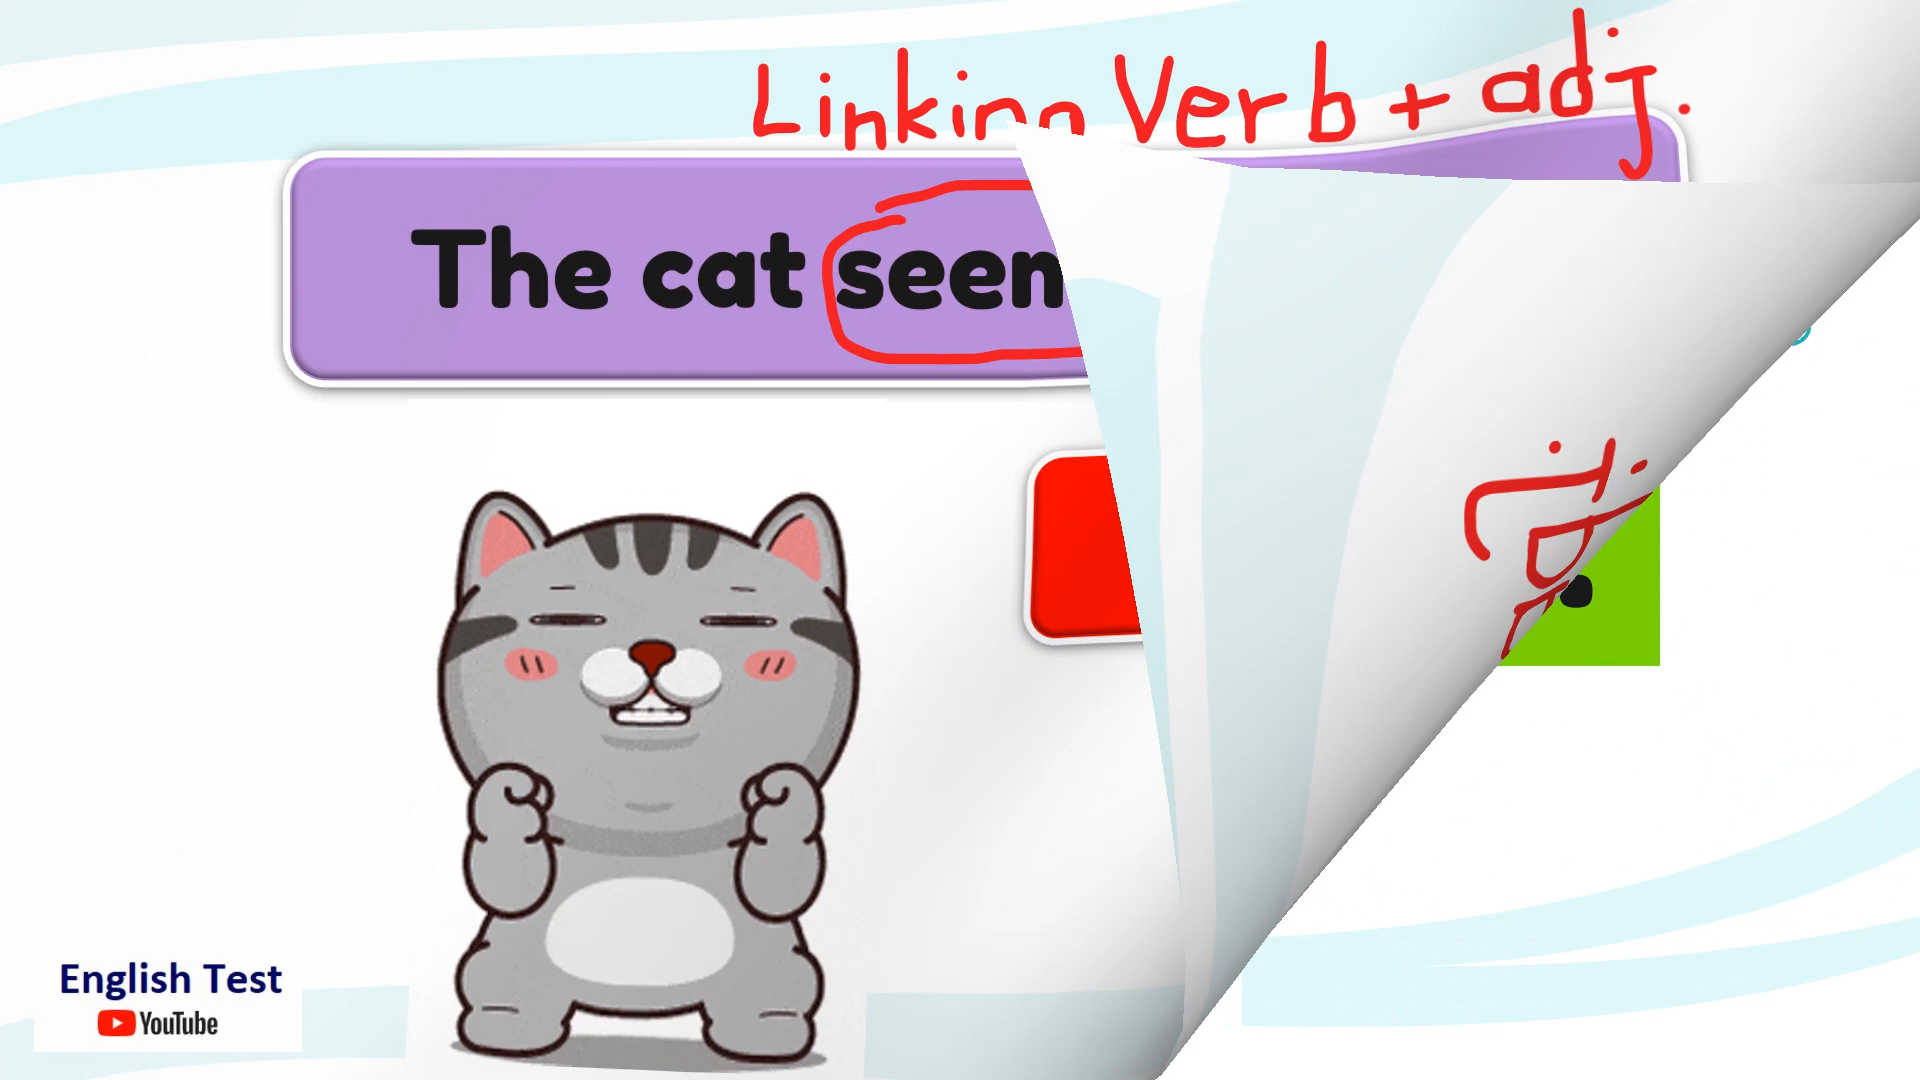 Linking Verb + adj.
The cat seem
English Test
YouTube